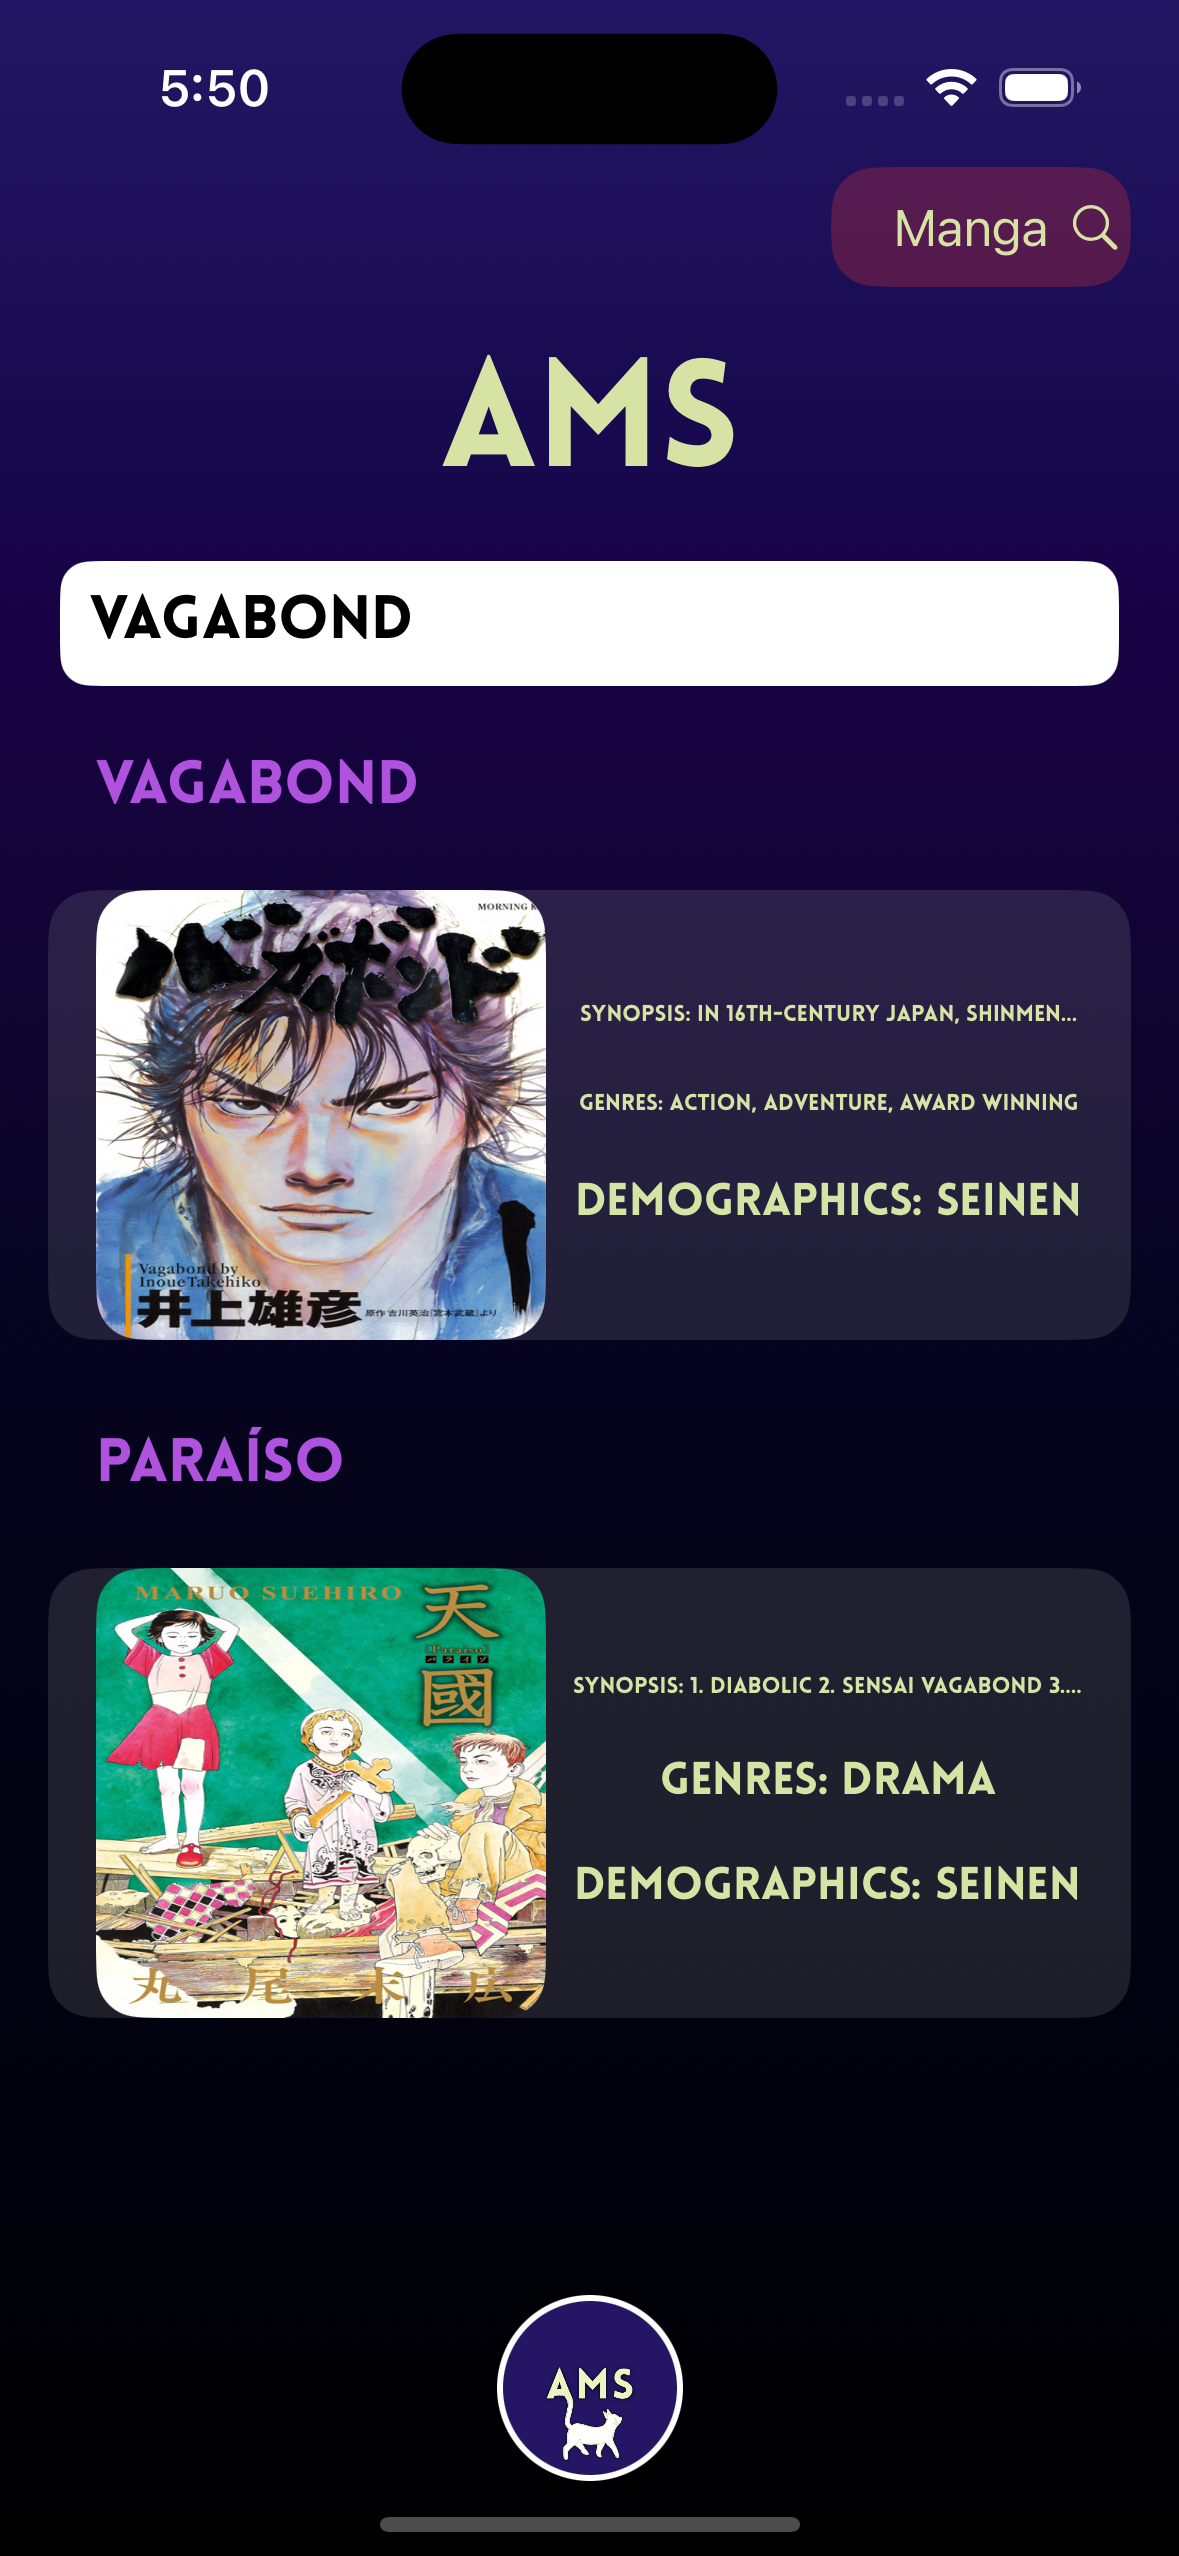 5:50
Manga
AMS
VAGABOND
VAGABOND
MORNING
バガボンド
SYNOPSIS: IN 16TH-CENTURY JAPAN, SHINMEN...
GENRES: ACTION, ADVENTURE, AWARD WINNING
DEMOGRAPHICS: SEINEN
Vagabond by
Inoue Takehiko
井上雄彦 原作 吉川英治『宮本武蔵』より
PARAÍSO
MARUO SUEHIRO
天
[Paraiso]
パライゾ
國
SYNOPSIS: 1. DIABOLIC 2. SENSAI VAGABOND 3....
GENRES: DRAMA
DEMOGRAPHICS: SEINEN
丸尾末広
AMS